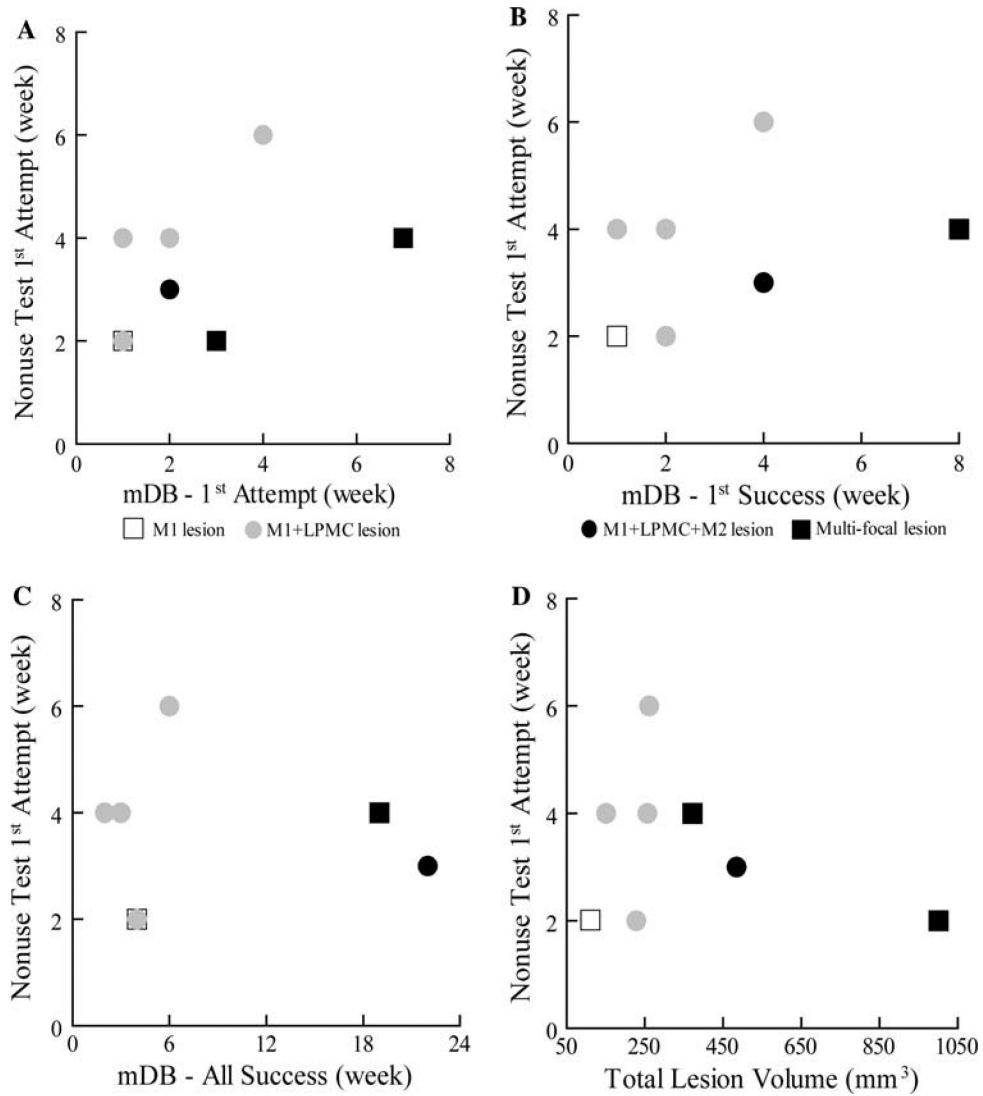 A
Nonuse Test 1st Attempt (week)
8
6
4
2
0
0 2 4 6 8
mDB - 1st Attempt (week)
B
Nonuse Test 1st Attempt (week)
8
6
4
2
0
0 2 4 6 8
mDB - 1st Success (week)
M1 lesion M1+LPMC lesion M1+LPMC+M2 lesion Multi-focal lesion
C
Nonuse Test 1st Attempt (week)
8
6
4
2
0
0 6 12 18 24
mDB - All Success (week)
D
Nonuse Test 1st Attempt (week)
8
6
4
2
0
50 250 450 650 850 1050
Total Lesion Volume (mm3)